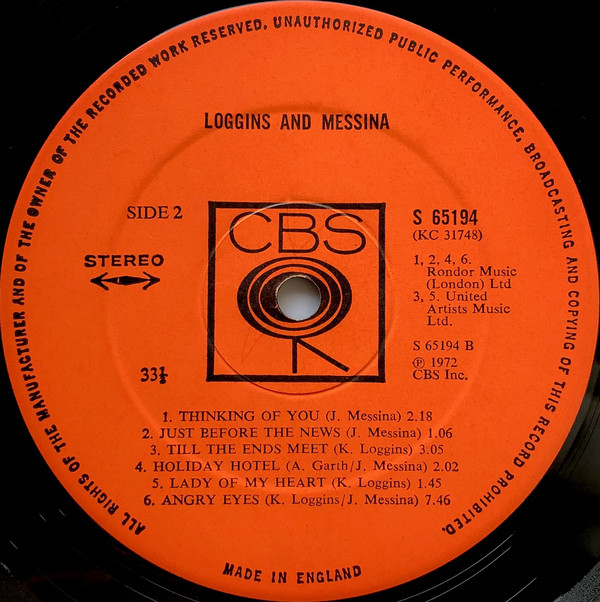 ALL RIGHTS OF THE MANUFACTURER AND OF THE OWNER OF THE RECORDED WORK RESERVED. UNAUTHORIZED PUBLIC PERFORMANCE, BROADCASTING AND COPYING OF THIS RECORD PROHIBITED.
LOGGINS AND MESSINA
SIDE 2
STEREO
33⅓
CBS
S 65194
(KC 31748)
1, 2, 4, 6.
Rondor Music
(London) Ltd
3, 5. United
Artists Music
Ltd.
S 65194 B
℗ 1972
CBS Inc.
1. THINKING OF YOU (J. Messina) 2.18
2. JUST BEFORE THE NEWS (J. Messina) 1.06
3. TILL THE ENDS MEET (K. Loggins) 3.05
4. HOLIDAY HOTEL (A. Garth/J. Messina) 2.02
5. LADY OF MY HEART (K. Loggins) 1.45
6. ANGRY EYES (K. Loggins/J. Messina) 7.46
MADE IN ENGLAND